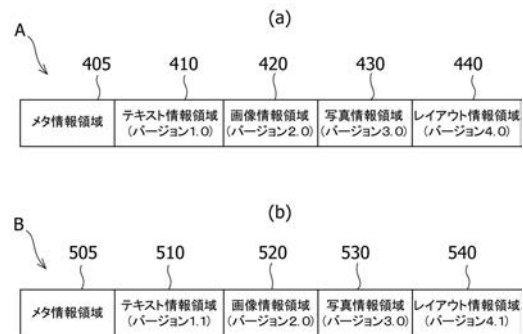 (a)
A
405 410 420 430 440
メタ情報領域 テキスト情報領域 画像情報領域 写真情報領域 レイアウト情報領域
(バージョン1.0) (バージョン2.0) (バージョン3.0) (バージョン4.0)
(b)
B
505 510 520 530 540
メタ情報領域 テキスト情報領域 画像情報領域 写真情報領域 レイアウト情報領域
(バージョン1.1) (バージョン2.0) (バージョン3.0) (バージョン4.1)